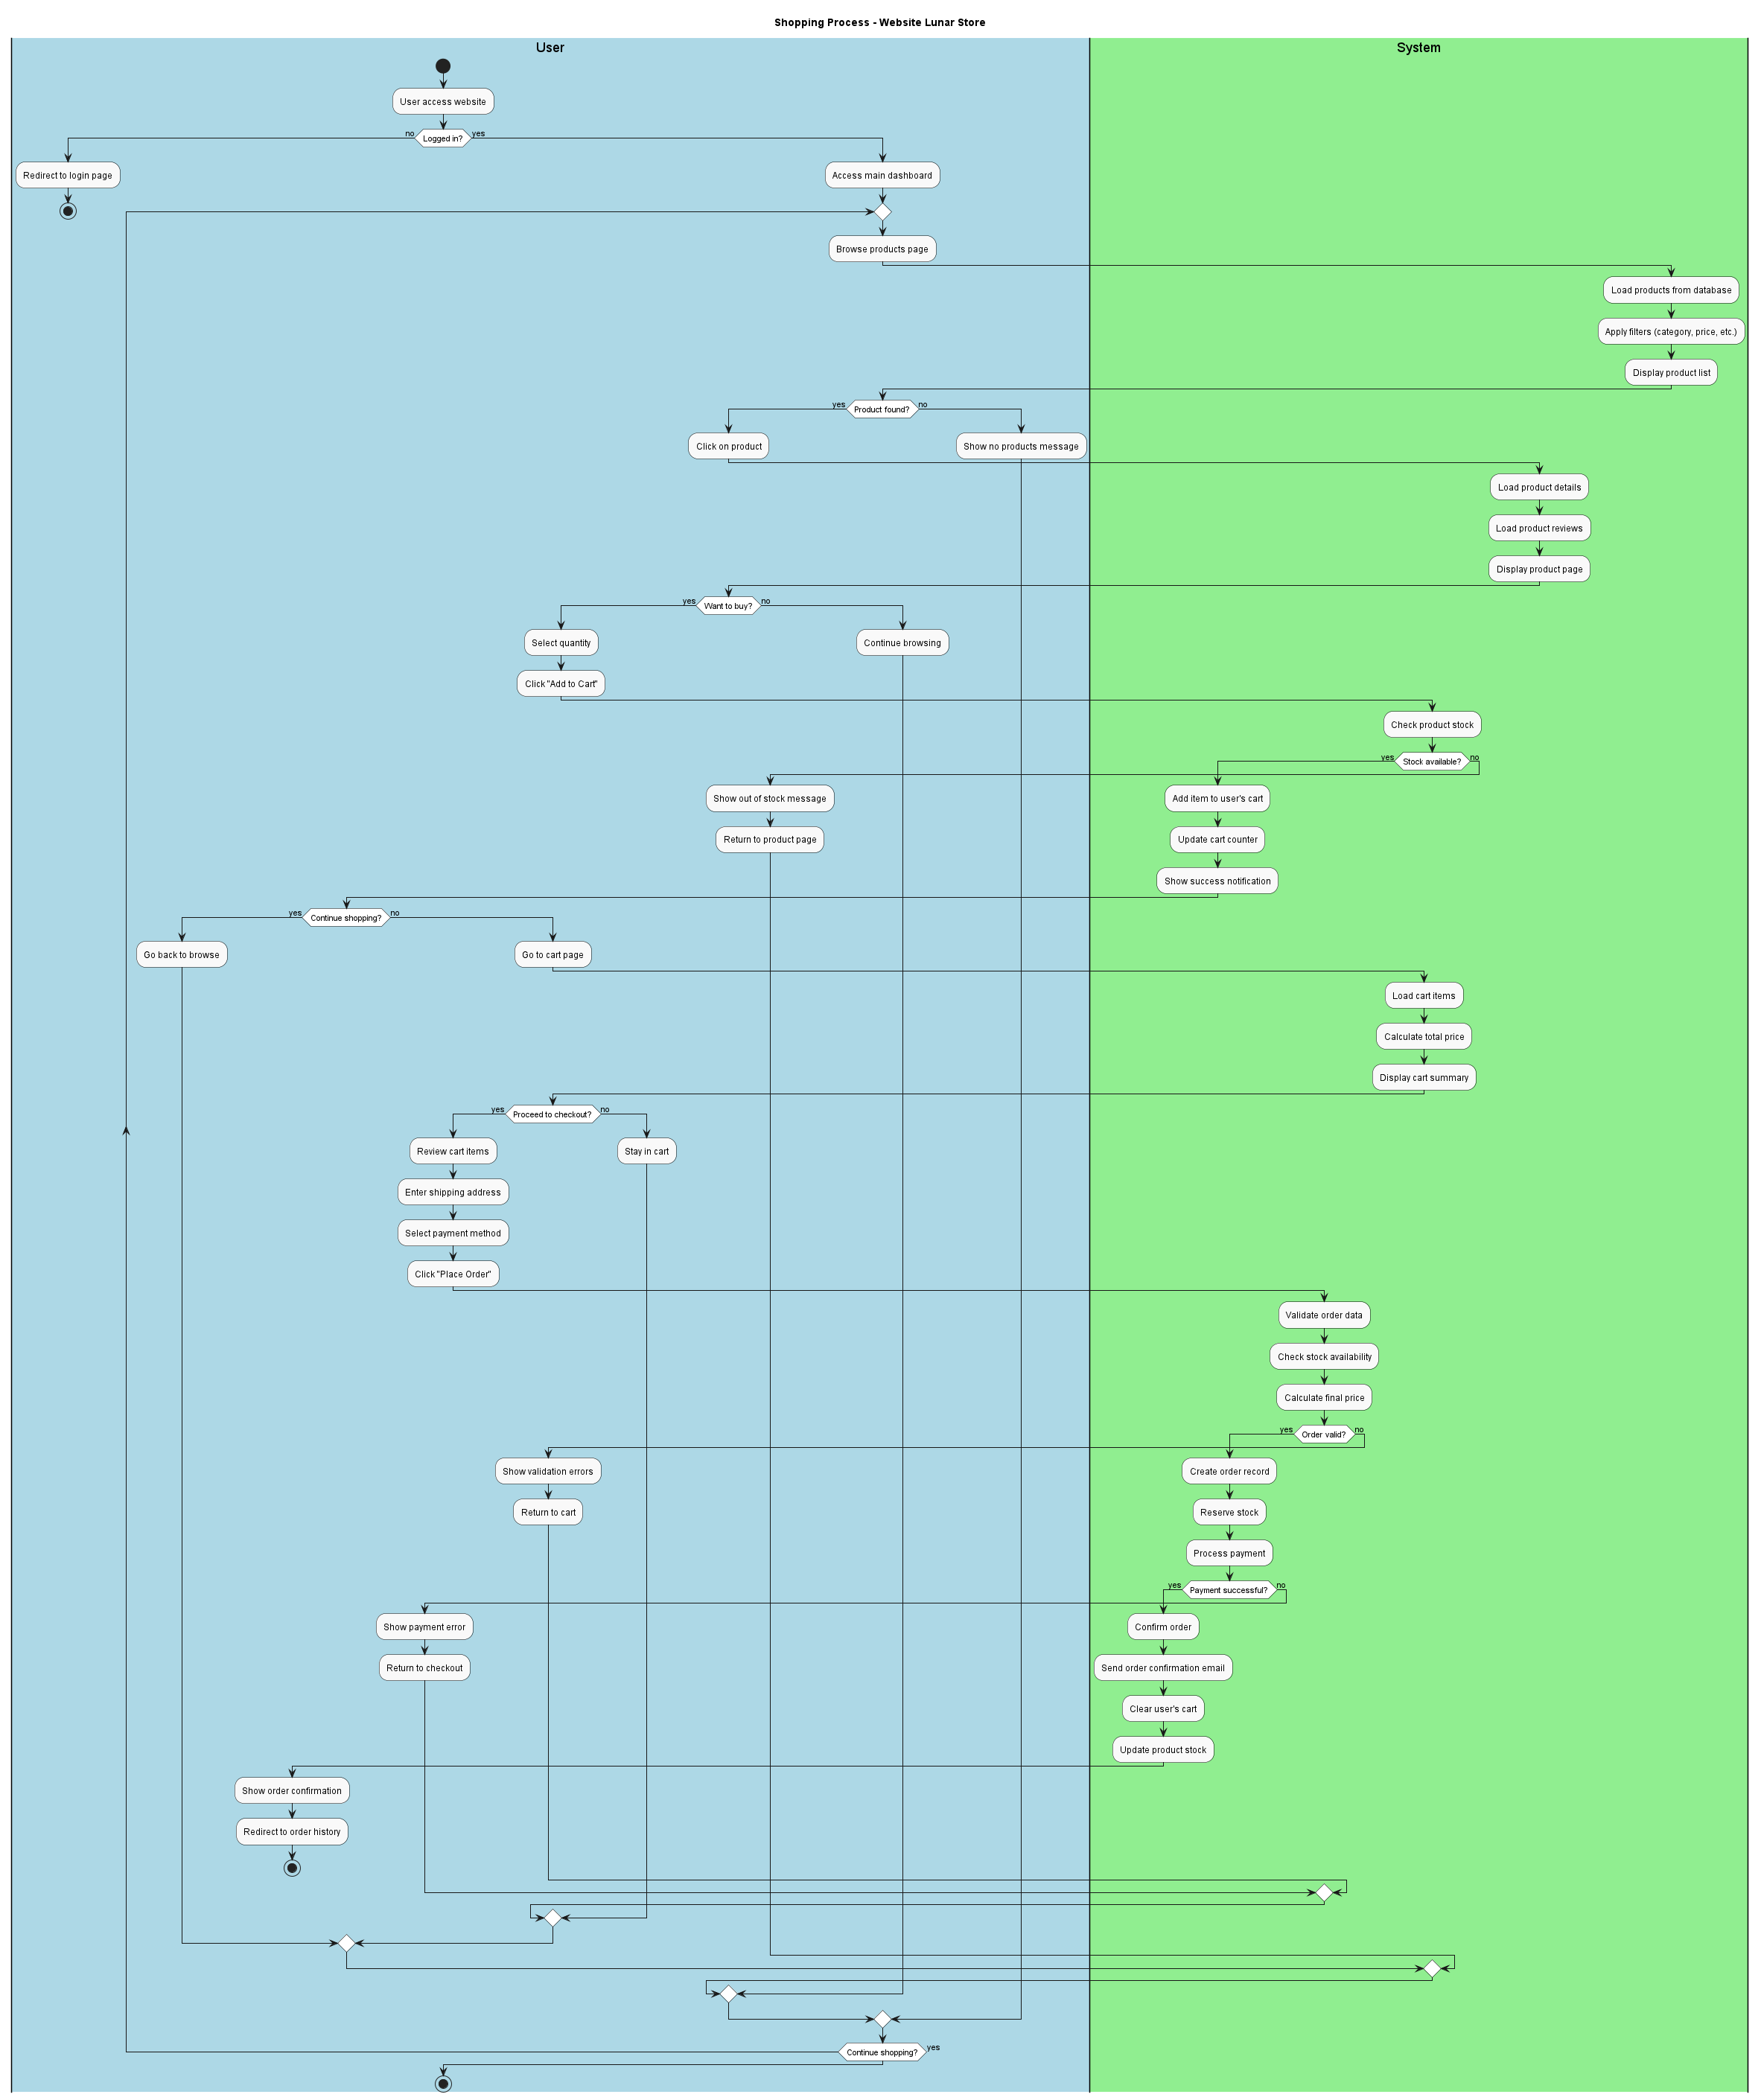 Shopping Process - Website Lunar Store
User
System
User access website
no
Logged in?
yes
Redirect to login page
Access main dashboard
Browse products page
Load products from database
Apply filters (category, price, etc.)
Display product list
yes
Product found?
no
Click on product
Show no products message
Load product details
Load product reviews
Display product page
yes
Want to buy?
no
Select quantity
Continue browsing
Click "Add to Cart"
Check product stock
yes
Stock available?
no
Show out of stock message
Add item to user's cart
Return to product page
Update cart counter
Show success notification
yes
Continue shopping?
no
Go back to browse
Go to cart page
Load cart items
Calculate total price
Display cart summary
yes
Proceed to checkout?
no
Review cart items
Stay in cart
Enter shipping address
Select payment method
Click "Place Order"
Validate order data
Check stock availability
Calculate final price
yes
Order valid?
no
Show validation errors
Create order record
Return to cart
Reserve stock
Process payment
yes
Payment successful?
no
Show payment error
Confirm order
Return to checkout
Send order confirmation email
Clear user's cart
Update product stock
Show order confirmation
Redirect to order history
Continue shopping?
yes